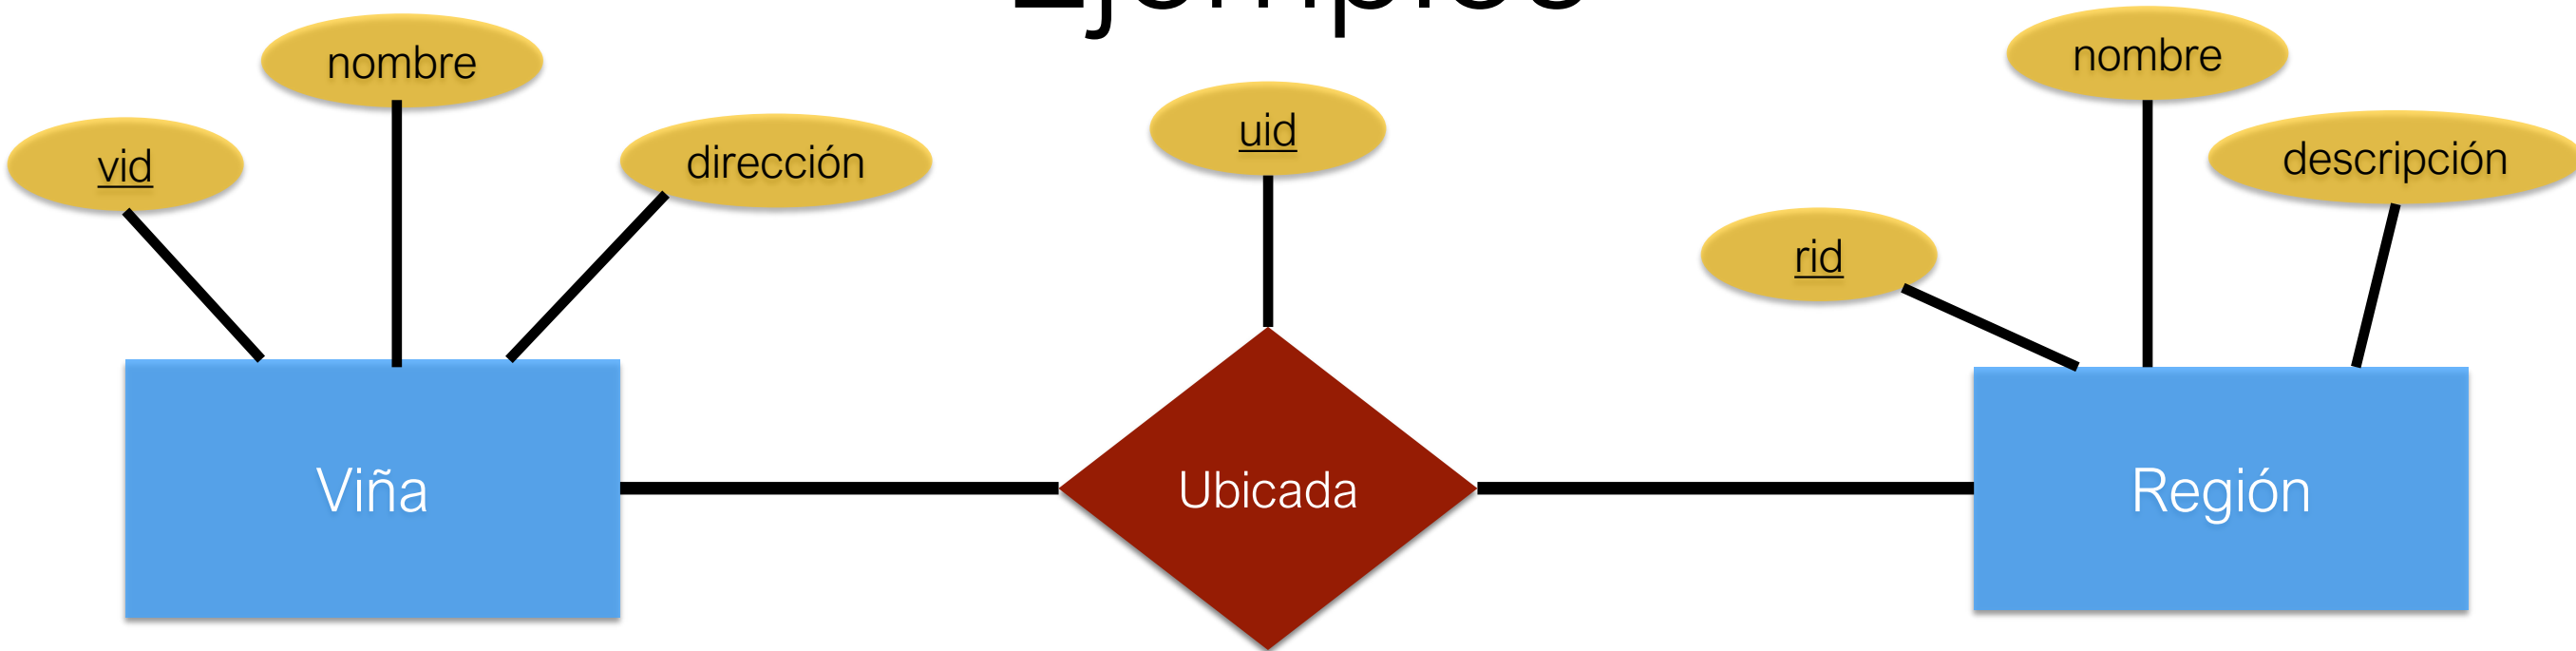 nombre
nombre
uid
vid
dirección
descripción
rid
Viña
Ubicada
Región